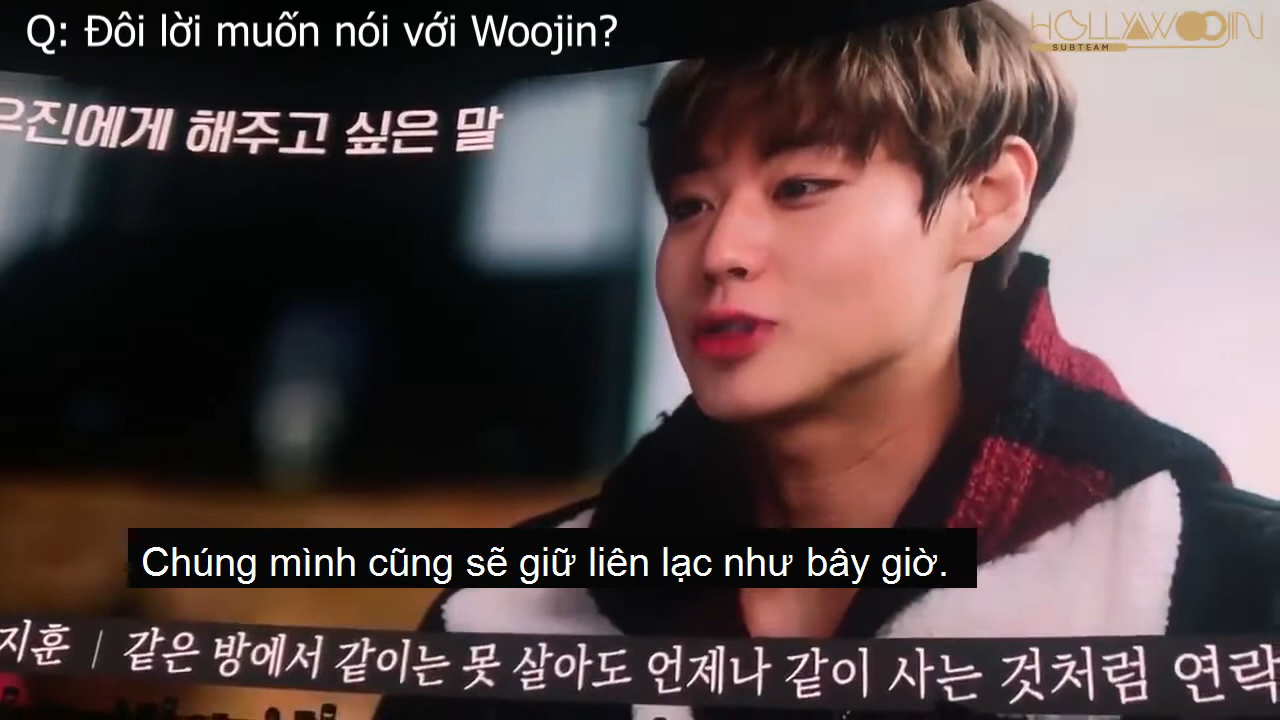 Q: Đôi lời muốn nói với Woojin?
HOLLYWOOJIN
SUBTEAM
우진에게 해주고 싶은 말
Chúng mình cũng sẽ giữ liên lạc như bây giờ.
지훈 | 같은 방에서 같이는 못 살아도 언제나 같이 사는 것처럼 연락